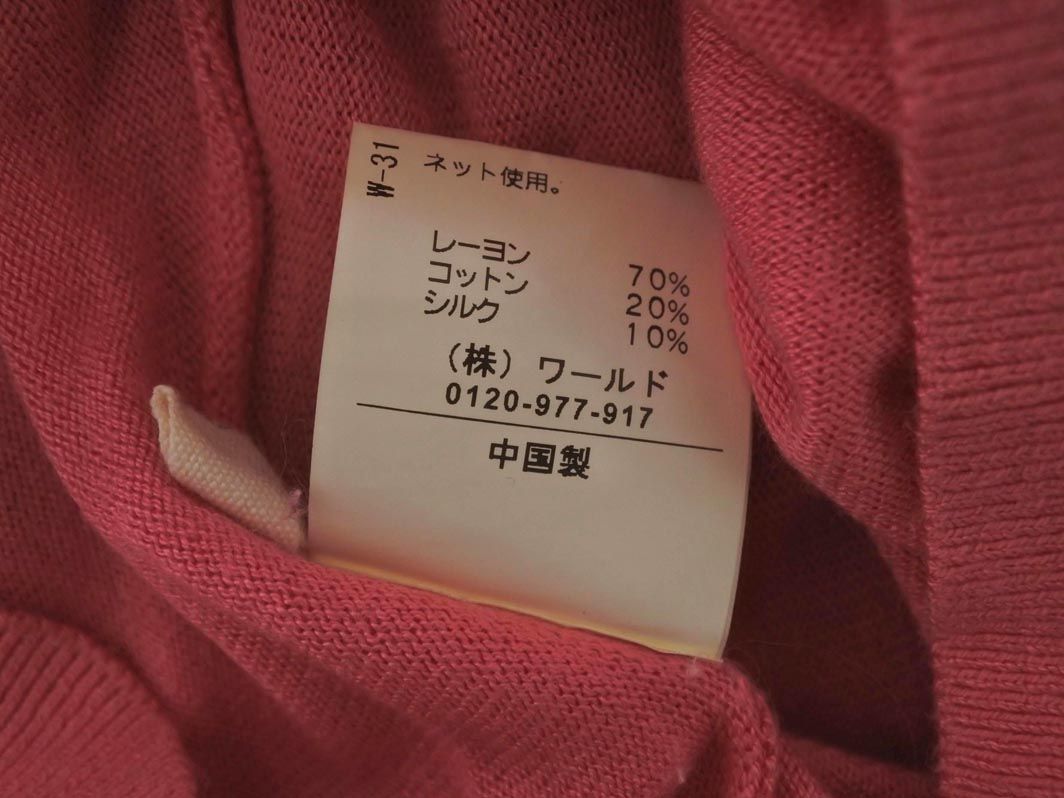 W-31
ネット使用。
レーヨン 70%
コットン 20%
シルク 10%
(株) ワールド
0120-977-917
中国製